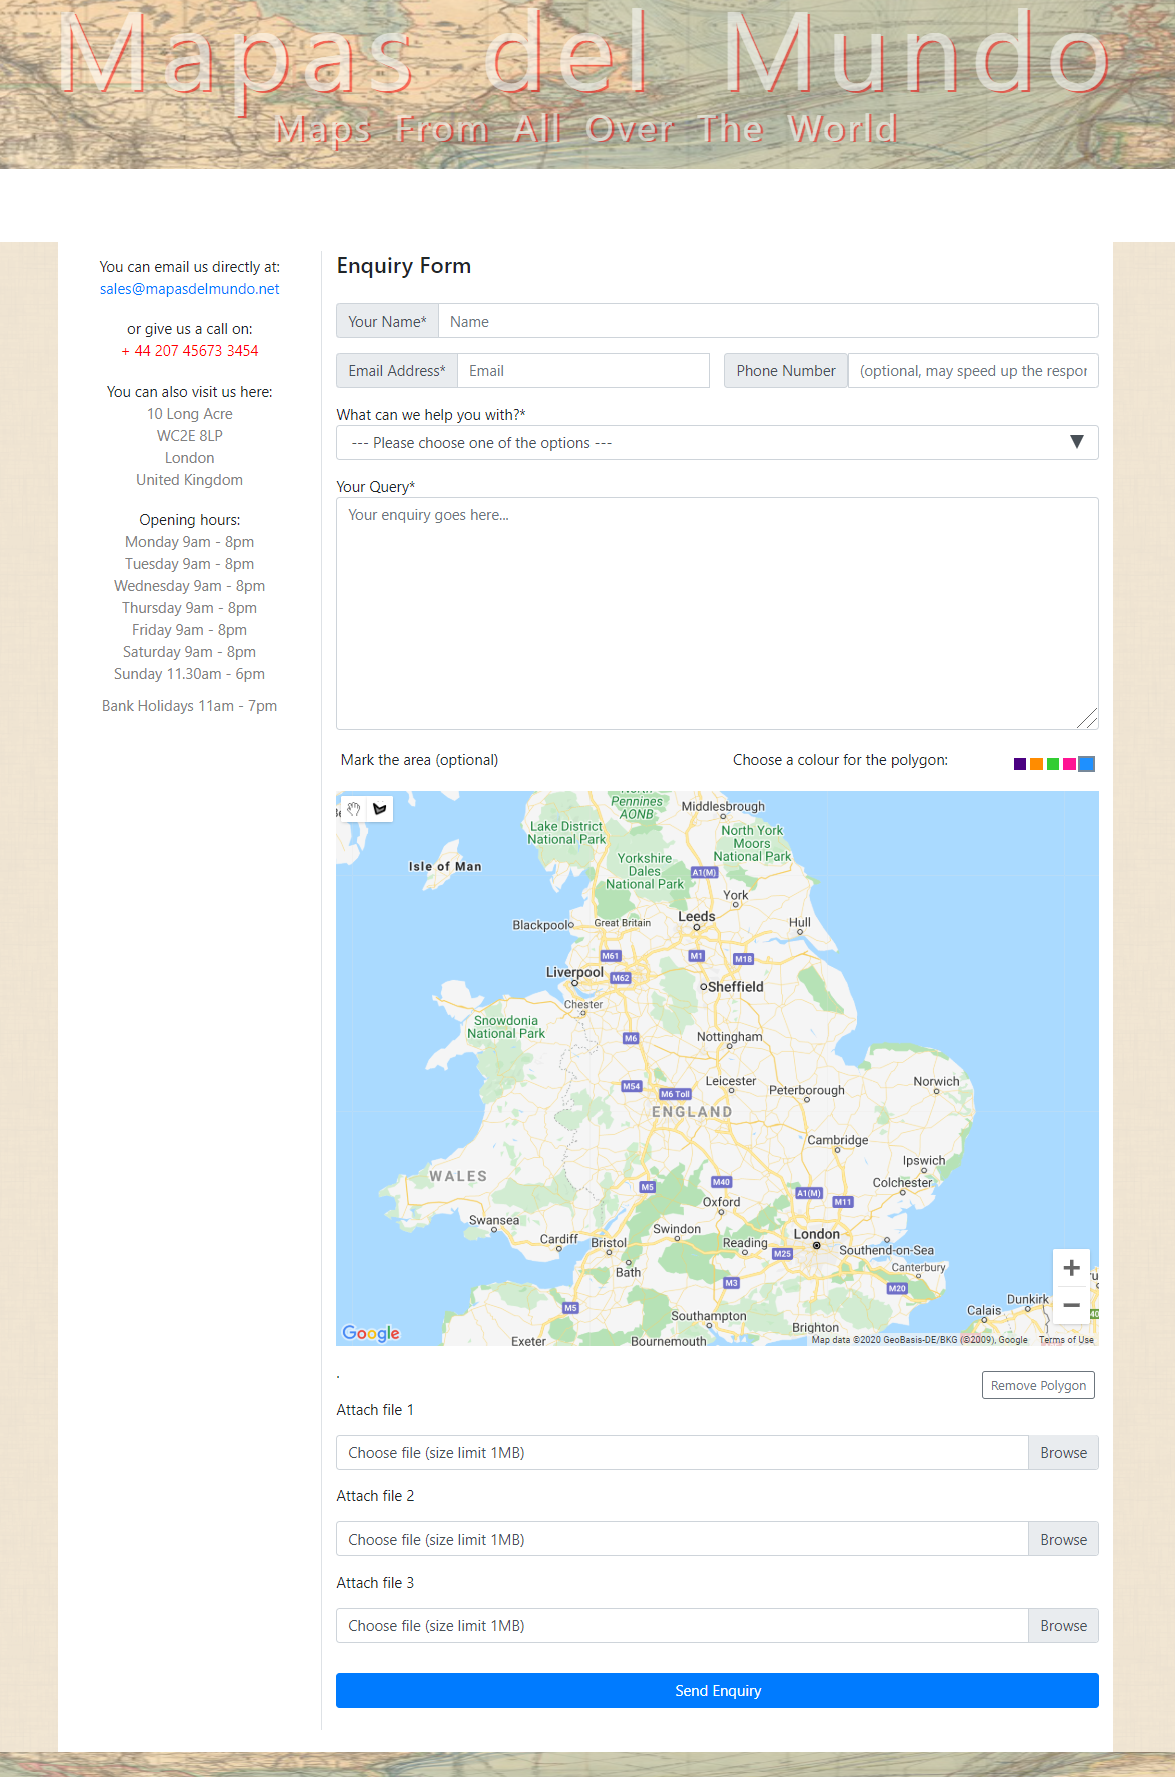 Mapas del Mundo
Maps From All Over The World
You can email us directly at:
sales@mapasdelmundo.net
or give us a call on:
+ 44 207 45673 3454
You can also visit us here:
10 Long Acre
WC2E 8LP
London
United Kingdom
Opening hours:
Monday 9am - 8pm
Tuesday 9am - 8pm
Wednesday 9am - 8pm
Thursday 9am - 8pm
Friday 9am - 8pm
Saturday 9am - 8pm
Sunday 11.30am - 6pm
Bank Holidays 11am - 7pm
Enquiry Form
Your Name* Name
Email Address* Email Phone Number (optional, may speed up the respor
What can we help you with?*
--- Please choose one of the options ---
Your Query*
Your enquiry goes here...
Mark the area (optional) Choose a colour for the polygon:
Pennines
AONB
Middlesbrough
Lake District
National Park
North York
Moors
National Park
Isle of Man
Yorkshire
Dales
National Park
A1(M)
York
Blackpool
Great Britain
Leeds
Hull
M61
M1
M18
Liverpool
M62
Sheffield
Chester
Snowdonia
National Park
M6
Nottingham
M54
M6 Toll
Leicester
Peterborough
Norwich
ENGLAND
Cambridge
Ipswich
WALES
M5
M40
A1(M)
M11
Colchester
Swansea
Oxford
Cardiff
Bristol
Swindon
Reading
London
M25
Southend-on-Sea
Bath
M3
M20
Canterbury
Dunkirk
Calais
M5
Southampton
Brighton
Exeter
Bournemouth
Google
Map data ©2020 GeoBasis-DE/BKG (©2009), Google Terms of Use
Remove Polygon
Attach file 1
Choose file (size limit 1MB) Browse
Attach file 2
Choose file (size limit 1MB) Browse
Attach file 3
Choose file (size limit 1MB) Browse
Send Enquiry